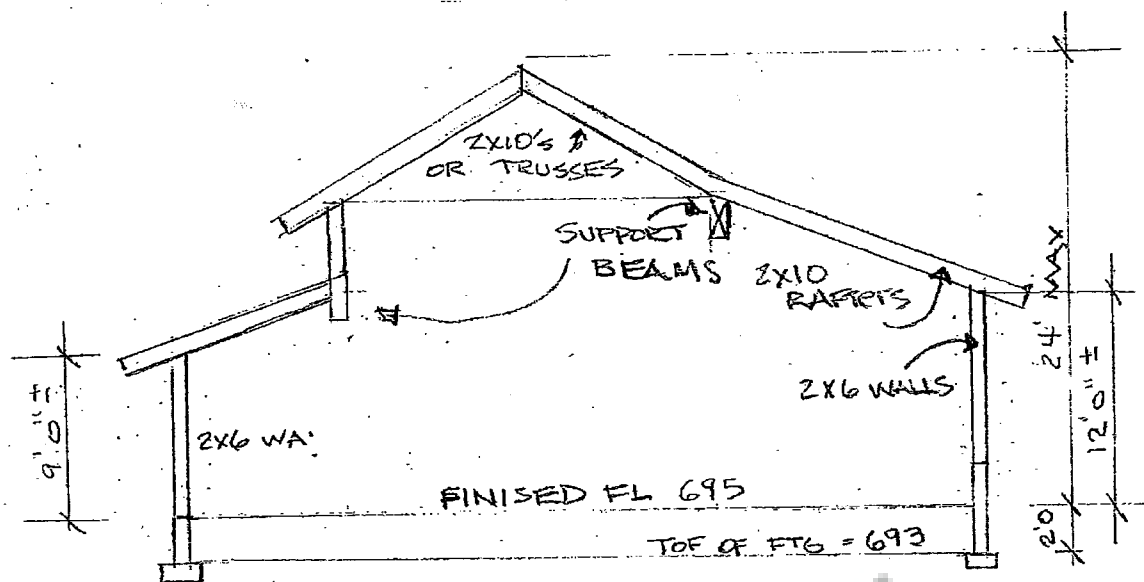 2X10's
OR TRUSSES
SUPPORT
BEAMS
2X10
RAFTERS
24' MAX
12'0" ±
2X6 WALLS
9'0" ±
2X6 WA
FINISED FL 695
2'0
TOF OF FTG = 693